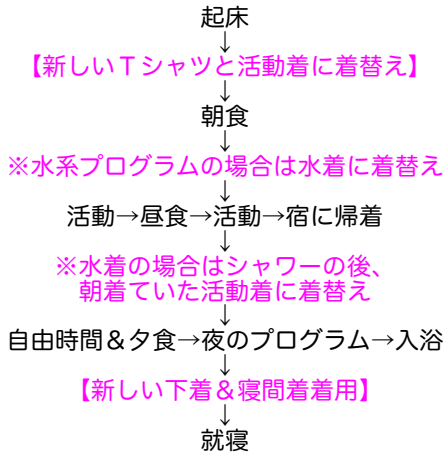 起床
↓
【新しいTシャツと活動着に着替え】
↓
朝食
↓
※水系プログラムの場合は水着に着替え
↓
活動→昼食→活動→宿に帰着
↓
※水着の場合はシャワーの後、
朝着ていた活動着に着替え
↓
自由時間＆夕食→夜のプログラム→入浴
↓
【新しい下着＆寝間着着用】
↓
就寝